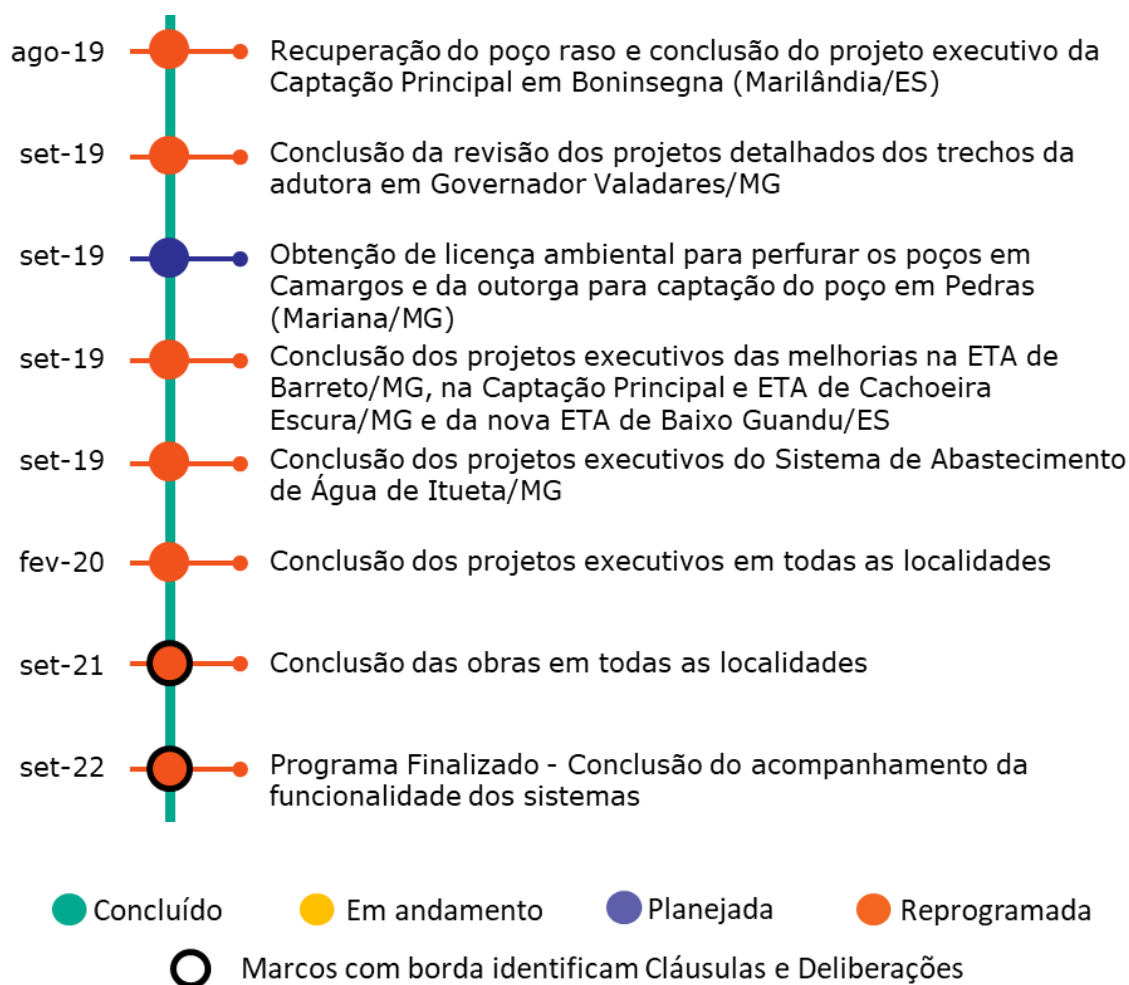 ago-19
Recuperação do poço raso e conclusão do projeto executivo da
Captação Principal em Boninsegna (Marilândia/ES)
set-19
Conclusão da revisão dos projetos detalhados dos trechos da
adutora em Governador Valadares/MG
set-19
Obtenção de licença ambiental para perfurar os poços em
Camargos e da outorga para captação do poço em Pedras
(Mariana/MG)
set-19
Conclusão dos projetos executivos das melhorias na ETA de
Barreto/MG, na Captação Principal e ETA de Cachoeira
Escura/MG e da nova ETA de Baixo Guandu/ES
set-19
Conclusão dos projetos executivos do Sistema de Abastecimento
de Água de Itueta/MG
fev-20
Conclusão dos projetos executivos em todas as localidades
set-21
Conclusão das obras em todas as localidades
set-22
Programa Finalizado - Conclusão do acompanhamento da
funcionalidade dos sistemas
Concluído
Em andamento
Planejada
Reprogramada
Marcos com borda identificam Cláusulas e Deliberações